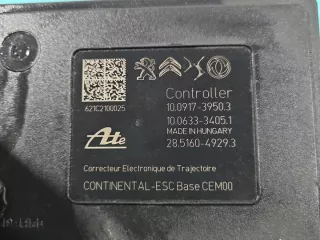 621C2100025
Controller
10.0917-3950.3
10.0633-3405.1
MADE IN HUNGARY
28.5160-4929.3
Ate
Correcteur Electronique de Trajectoire
CONTINENTAL-ESC Base CEM00